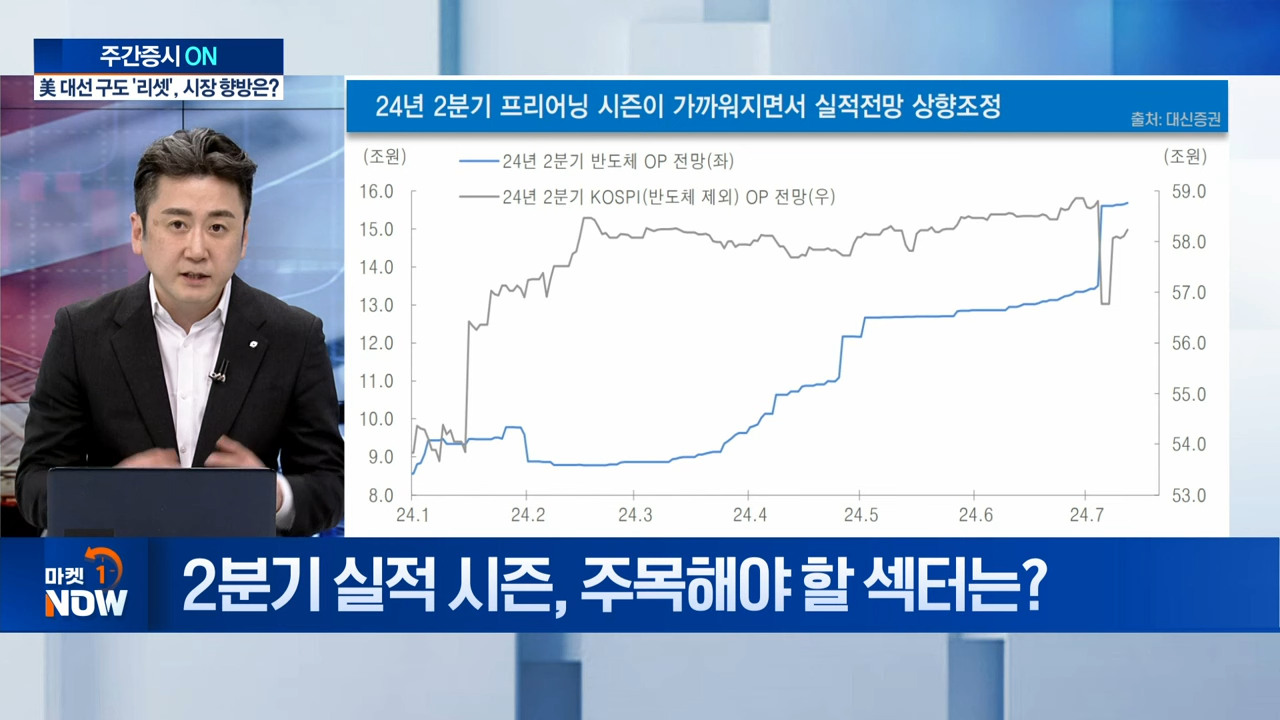 주간증시 ON
美 대선 구도 '리셋', 시장 향방은?
24년 2분기 프리어닝 시즌이 가까워지면서 실적전망 상향조정
출처: 대신증권
(조원)
(조원)
24년 2분기 반도체 OP 전망(좌)
24년 2분기 KOSPI(반도체 제외) OP 전망(우)
16.0
15.0
14.0
13.0
12.0
11.0
10.0
9.0
8.0
59.0
58.0
57.0
56.0
55.0
54.0
53.0
24.1 24.2 24.3 24.4 24.5 24.6 24.7
마켓 1
NOW
2분기 실적 시즌, 주목해야 할 섹터는?